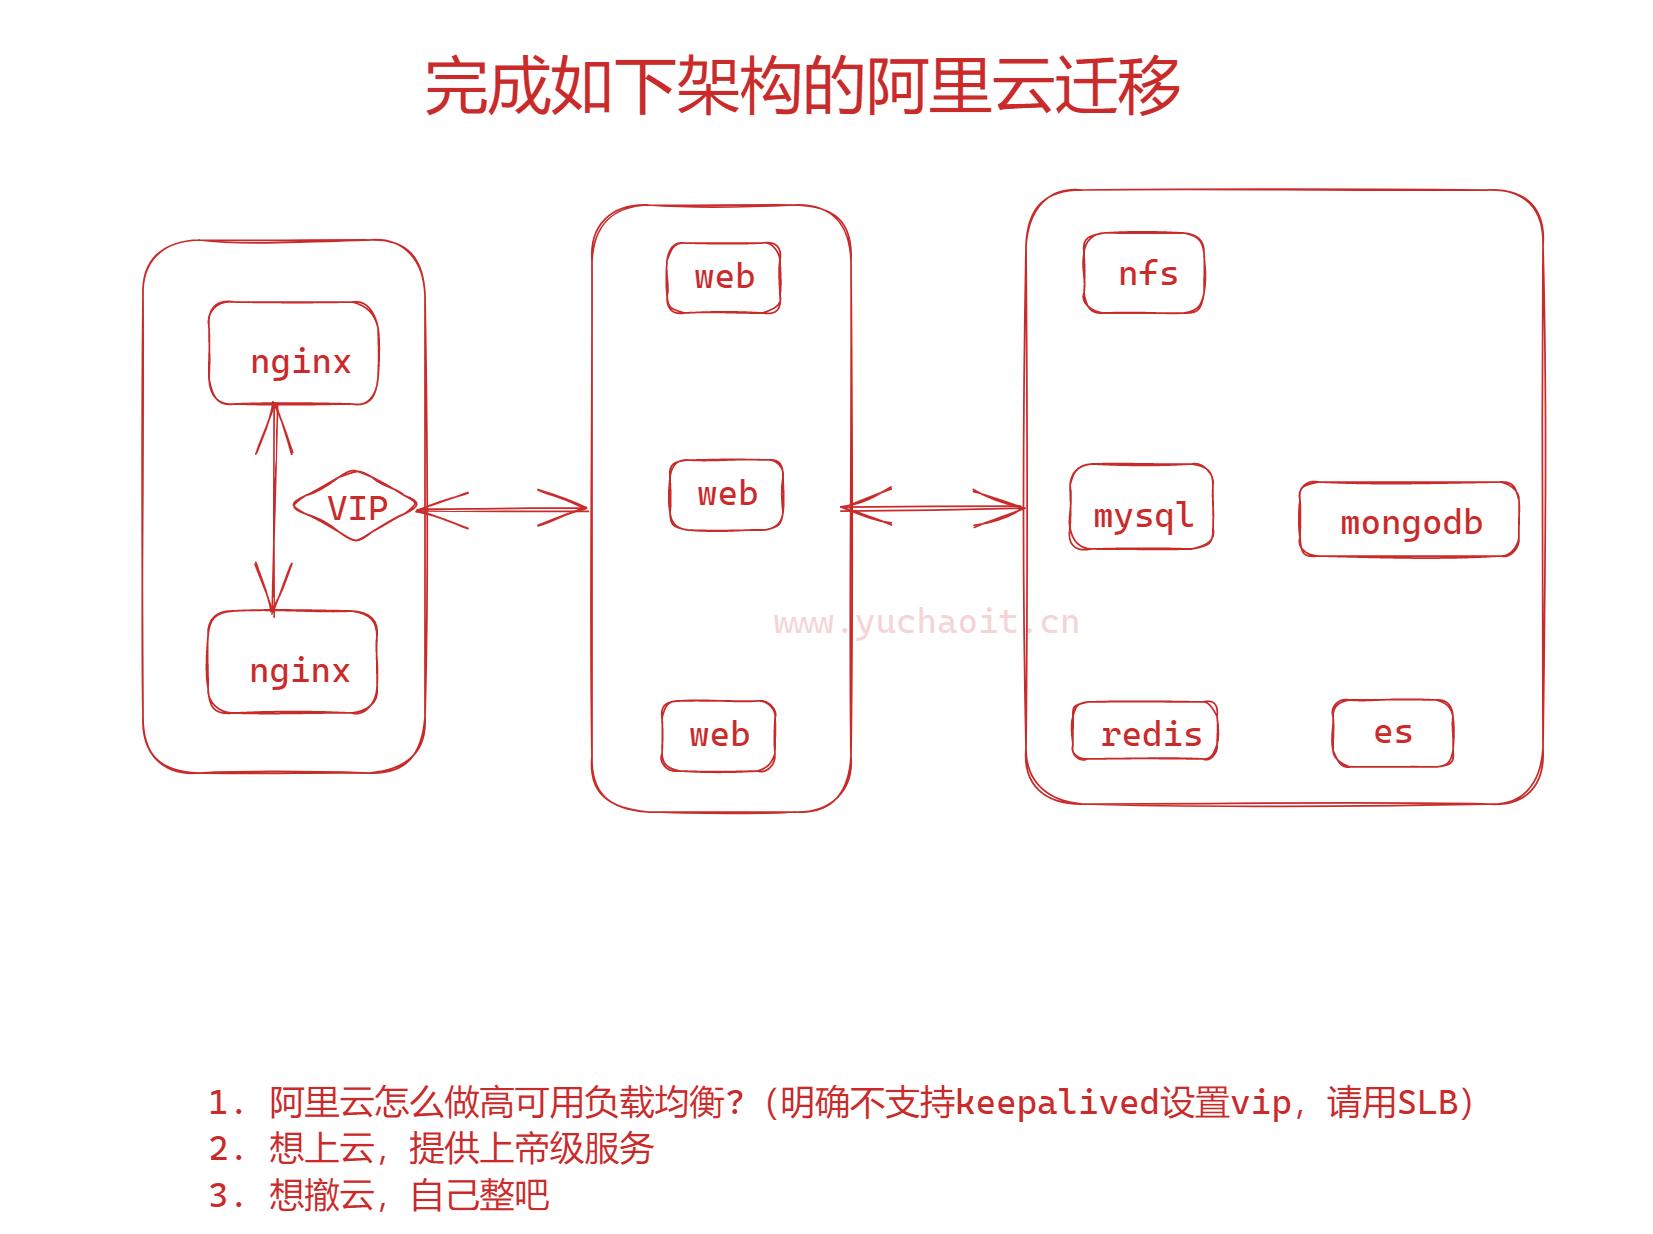 完成如下架构的阿里云迁移
nginx
VIP
nginx
web
web
web
nfs
mysql
mongodb
redis
es
www.yuchaoit.cn
1. 阿里云怎么做高可用负载均衡?（明确不支持keepalived设置vip，请用SLB）
2. 想上云，提供上帝级服务
3. 想撤云，自己整吧